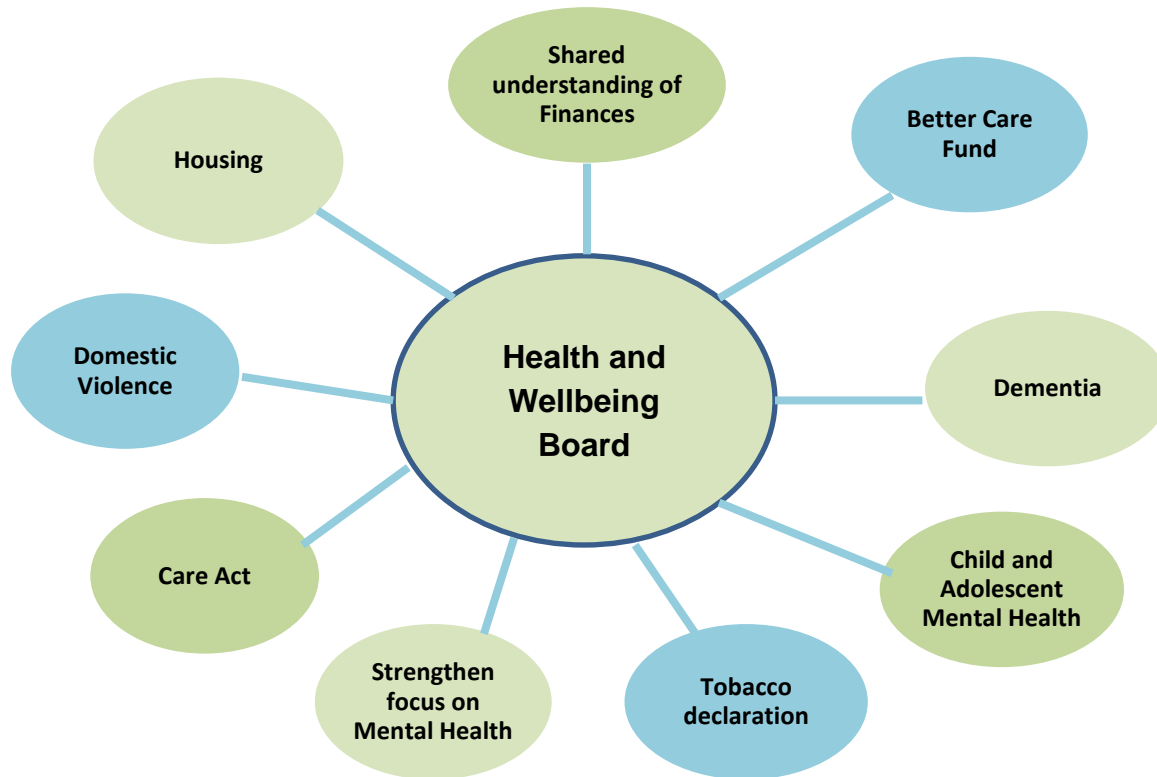 Shared
understanding of
Finances
Better Care
Fund
Housing
Health and
Wellbeing
Board
Domestic
Violence
Dementia
Care Act
Child and
Adolescent
Mental Health
Strengthen
focus on
Mental Health
Tobacco
declaration